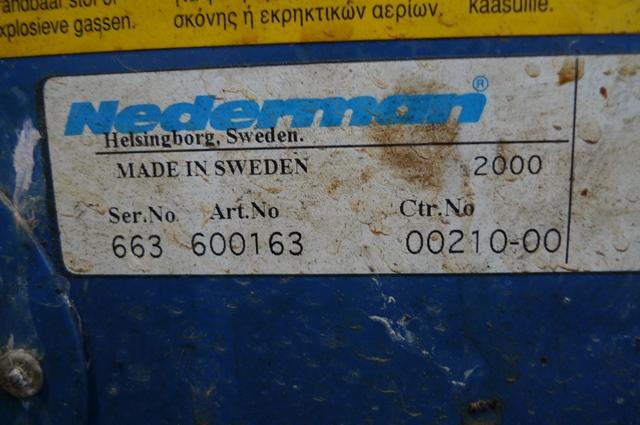 explosieve gassen.
σκόνης ή εκρηκτικών αερίων.
kaasuille.
Nederman®
Helsingborg, Sweden.
MADE IN SWEDEN 2000
Ser.No Art.No Ctr.No
663 600163 00210-00